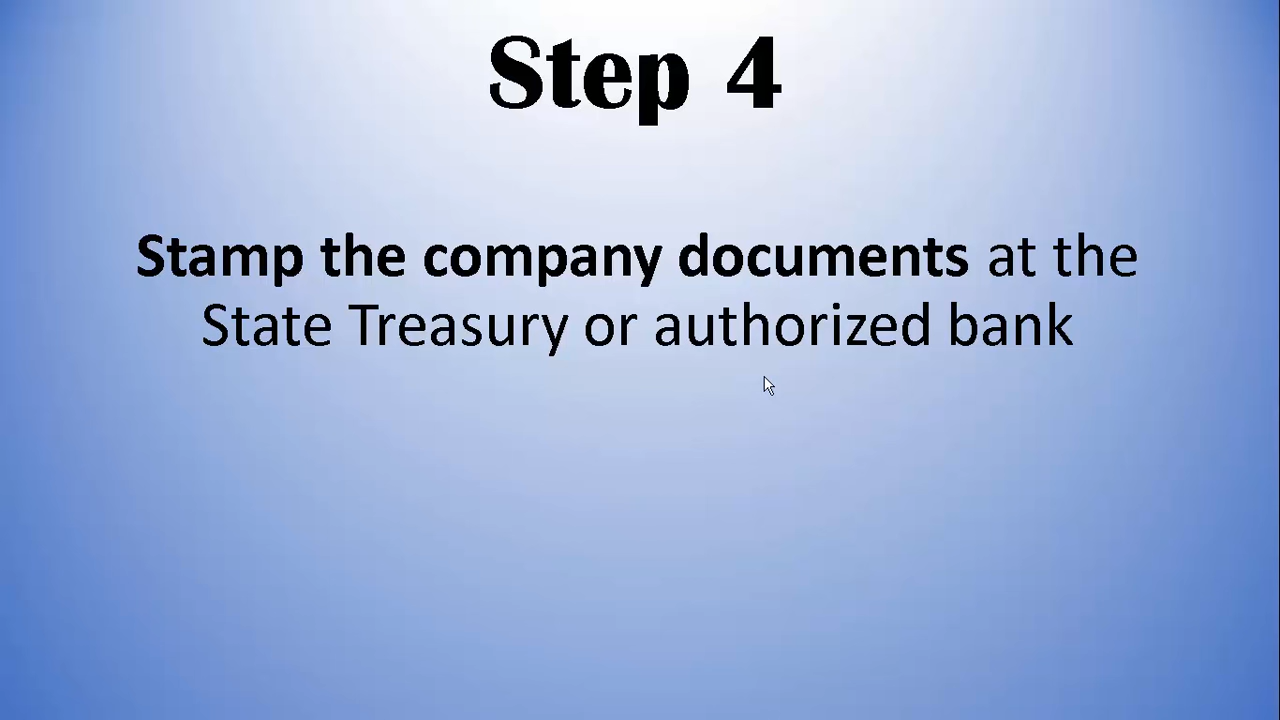 Step 4
Stamp the company documents at the
State Treasury or authorized bank